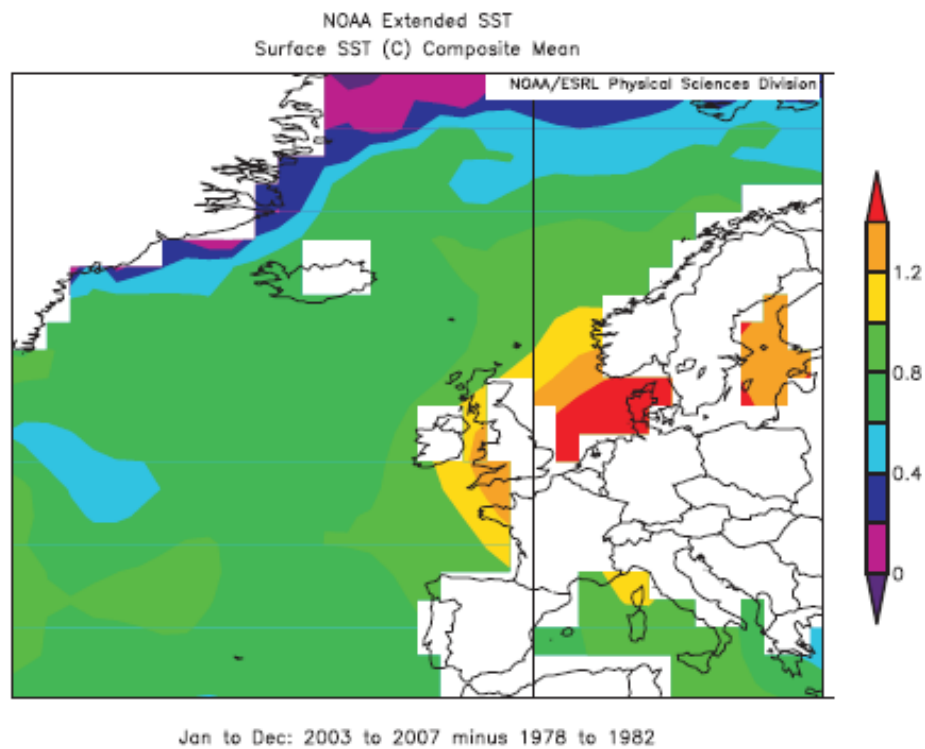 NOAA Extended SST
Surface SST (C) Composite Mean
NOAA/ESRL Physical Sciences Division
1.2
0.8
0.4
0
Jan to Dec: 2003 to 2007 minus 1978 to 1982